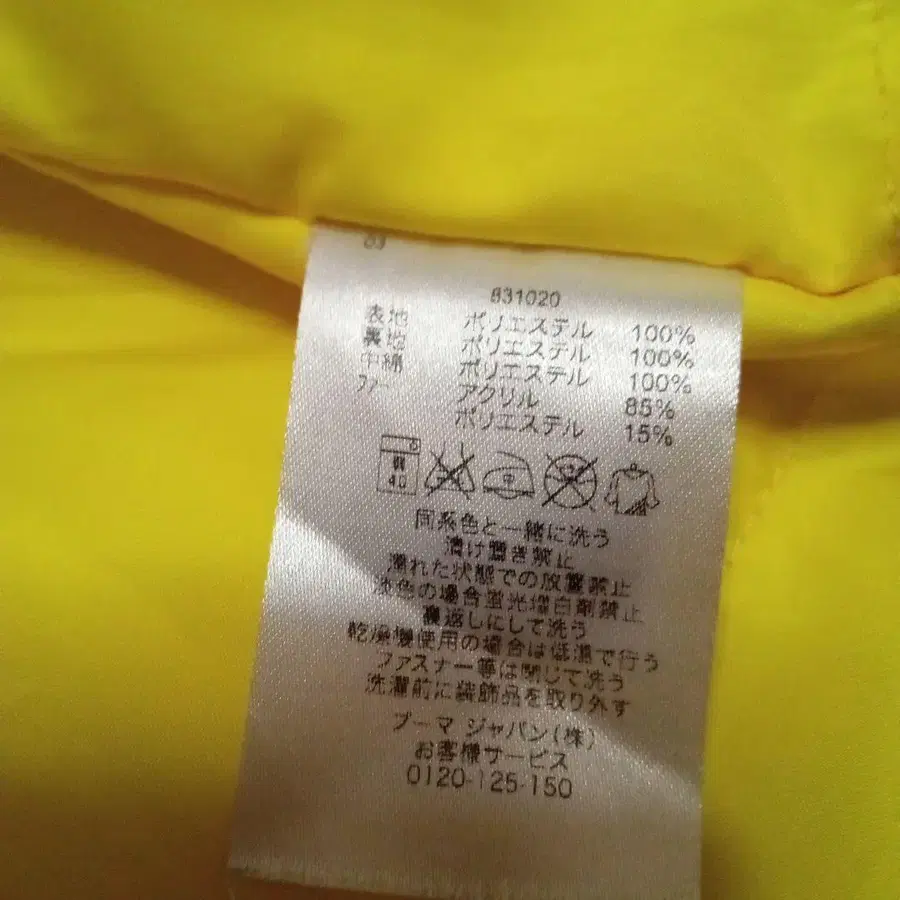 03
831020
表地 ポリエステル 100%
裏地 ポリエステル 100%
中綿 ポリエステル 100%
ファー アクリル 85%
ポリエステル 15%
弱
40
同系色と一緒に洗う
漬け置き禁止
濡れた状態での放置禁止
淡色の場合蛍光増白剤禁止
裏返しにして洗う
乾燥機使用の場合は低温で行う
ファスナー等は閉じて洗う
洗濯前に装飾品を取り外す
プーマ ジャパン(株)
お客様サービス
0120-125-150